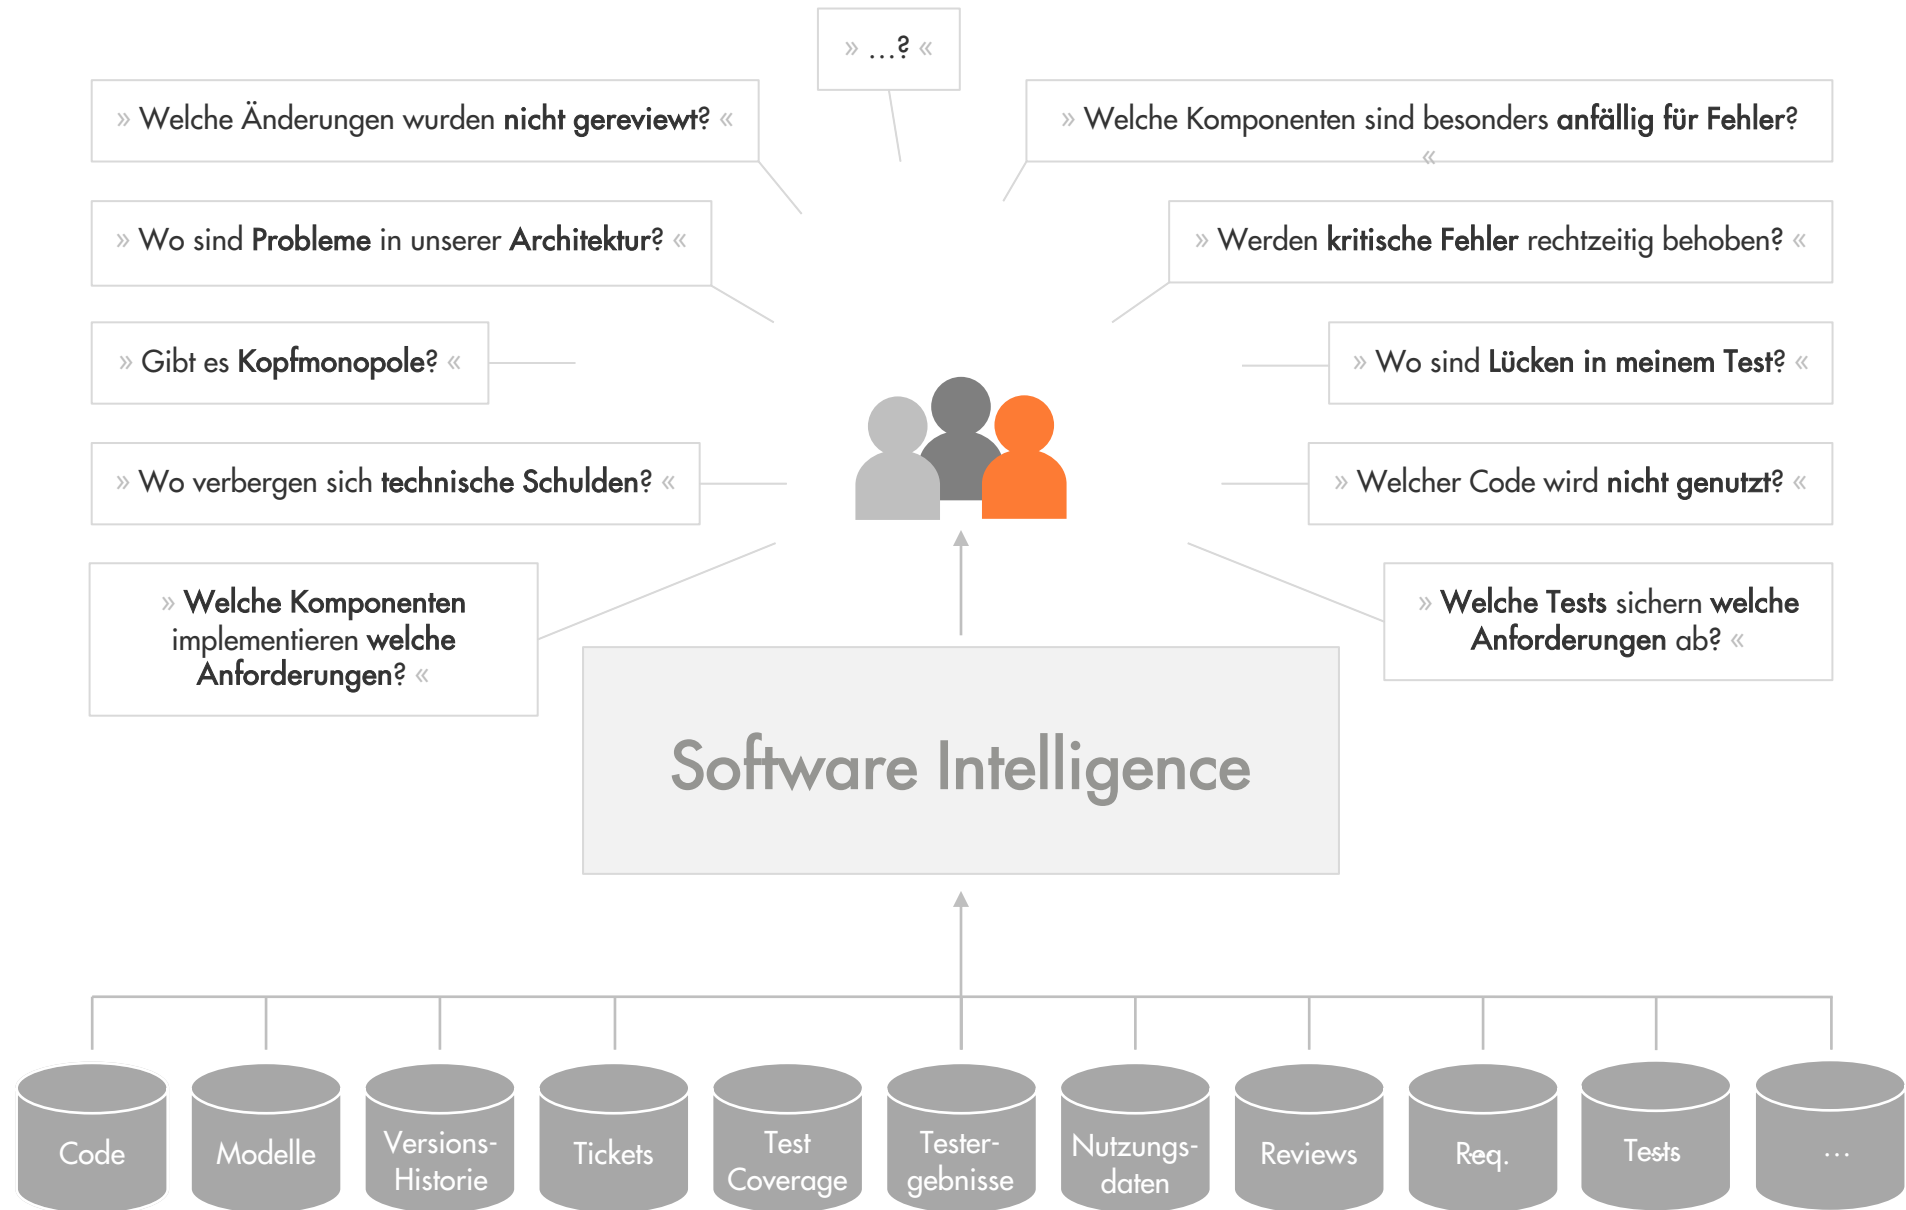 » …? «
» Welche Änderungen wurden nicht gereviewt? «
» Welche Komponenten sind besonders anfällig für Fehler?
«
» Wo sind Probleme in unserer Architektur? «
» Werden kritische Fehler rechtzeitig behoben? «
» Gibt es Kopfmonopole? «
» Wo sind Lücken in meinem Test? «
» Wo verbergen sich technische Schulden? «
» Welcher Code wird nicht genutzt? «
» Welche Komponenten
implementieren welche
Anforderungen? «
» Welche Tests sichern welche
Anforderungen ab? «
Software Intelligence
Code
Modelle
Versions-
Historie
Tickets
Test
Coverage
Tester-
gebnisse
Nutzungs-
daten
Reviews
Req.
…
Tests
…
…